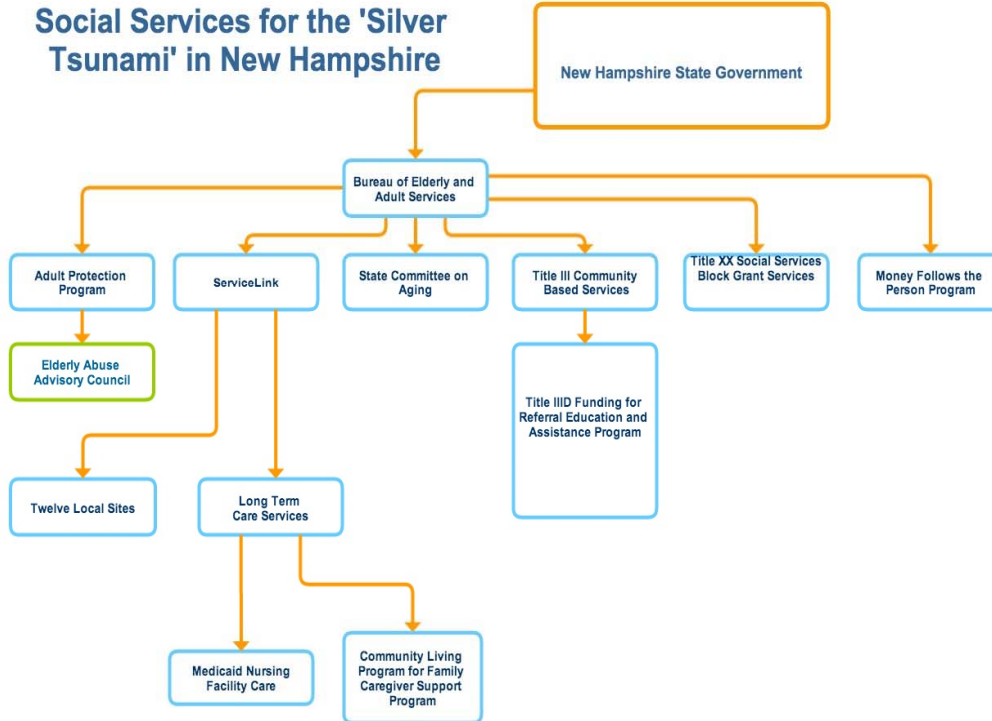 Social Services for the 'Silver
Tsunami' in New Hampshire
New Hampshire State Government
Bureau of Elderly and
Adult Services
Adult Protection
Program
ServiceLink
State Committee on
Aging
Title III Community
Based Services
Title XX Social Services
Block Grant Services
Money Follows the
Person Program
Elderly Abuse
Advisory Council
Title IIID Funding for
Referral Education and
Assistance Program
Twelve Local Sites
Long Term
Care Services
Medicaid Nursing
Facility Care
Community Living
Program for Family
Caregiver Support
Program